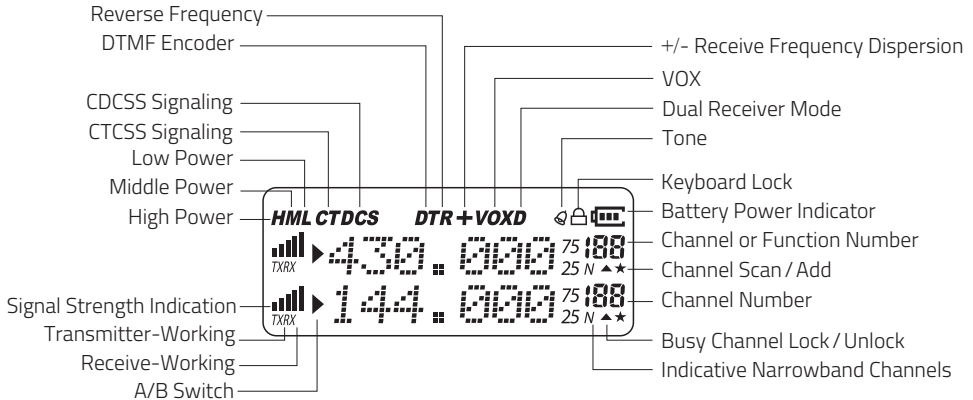 Reverse Frequency
DTMF Encoder
CDCSS Signaling
CTCSS Signaling
Low Power
Middle Power
High Power
Signal Strength Indication
Transmitter-Working
Receive-Working
A/B Switch
HML CTDCS DTR+VOXD
TXRX 430.000 75 188
25 N ▲★
TXRX 144.000 75 188
25 N ▲★
+/- Receive Frequency Dispersion
VOX
Dual Receiver Mode
Tone
Keyboard Lock
Battery Power Indicator
Channel or Function Number
Channel Scan / Add
Channel Number
Busy Channel Lock / Unlock
Indicative Narrowband Channels